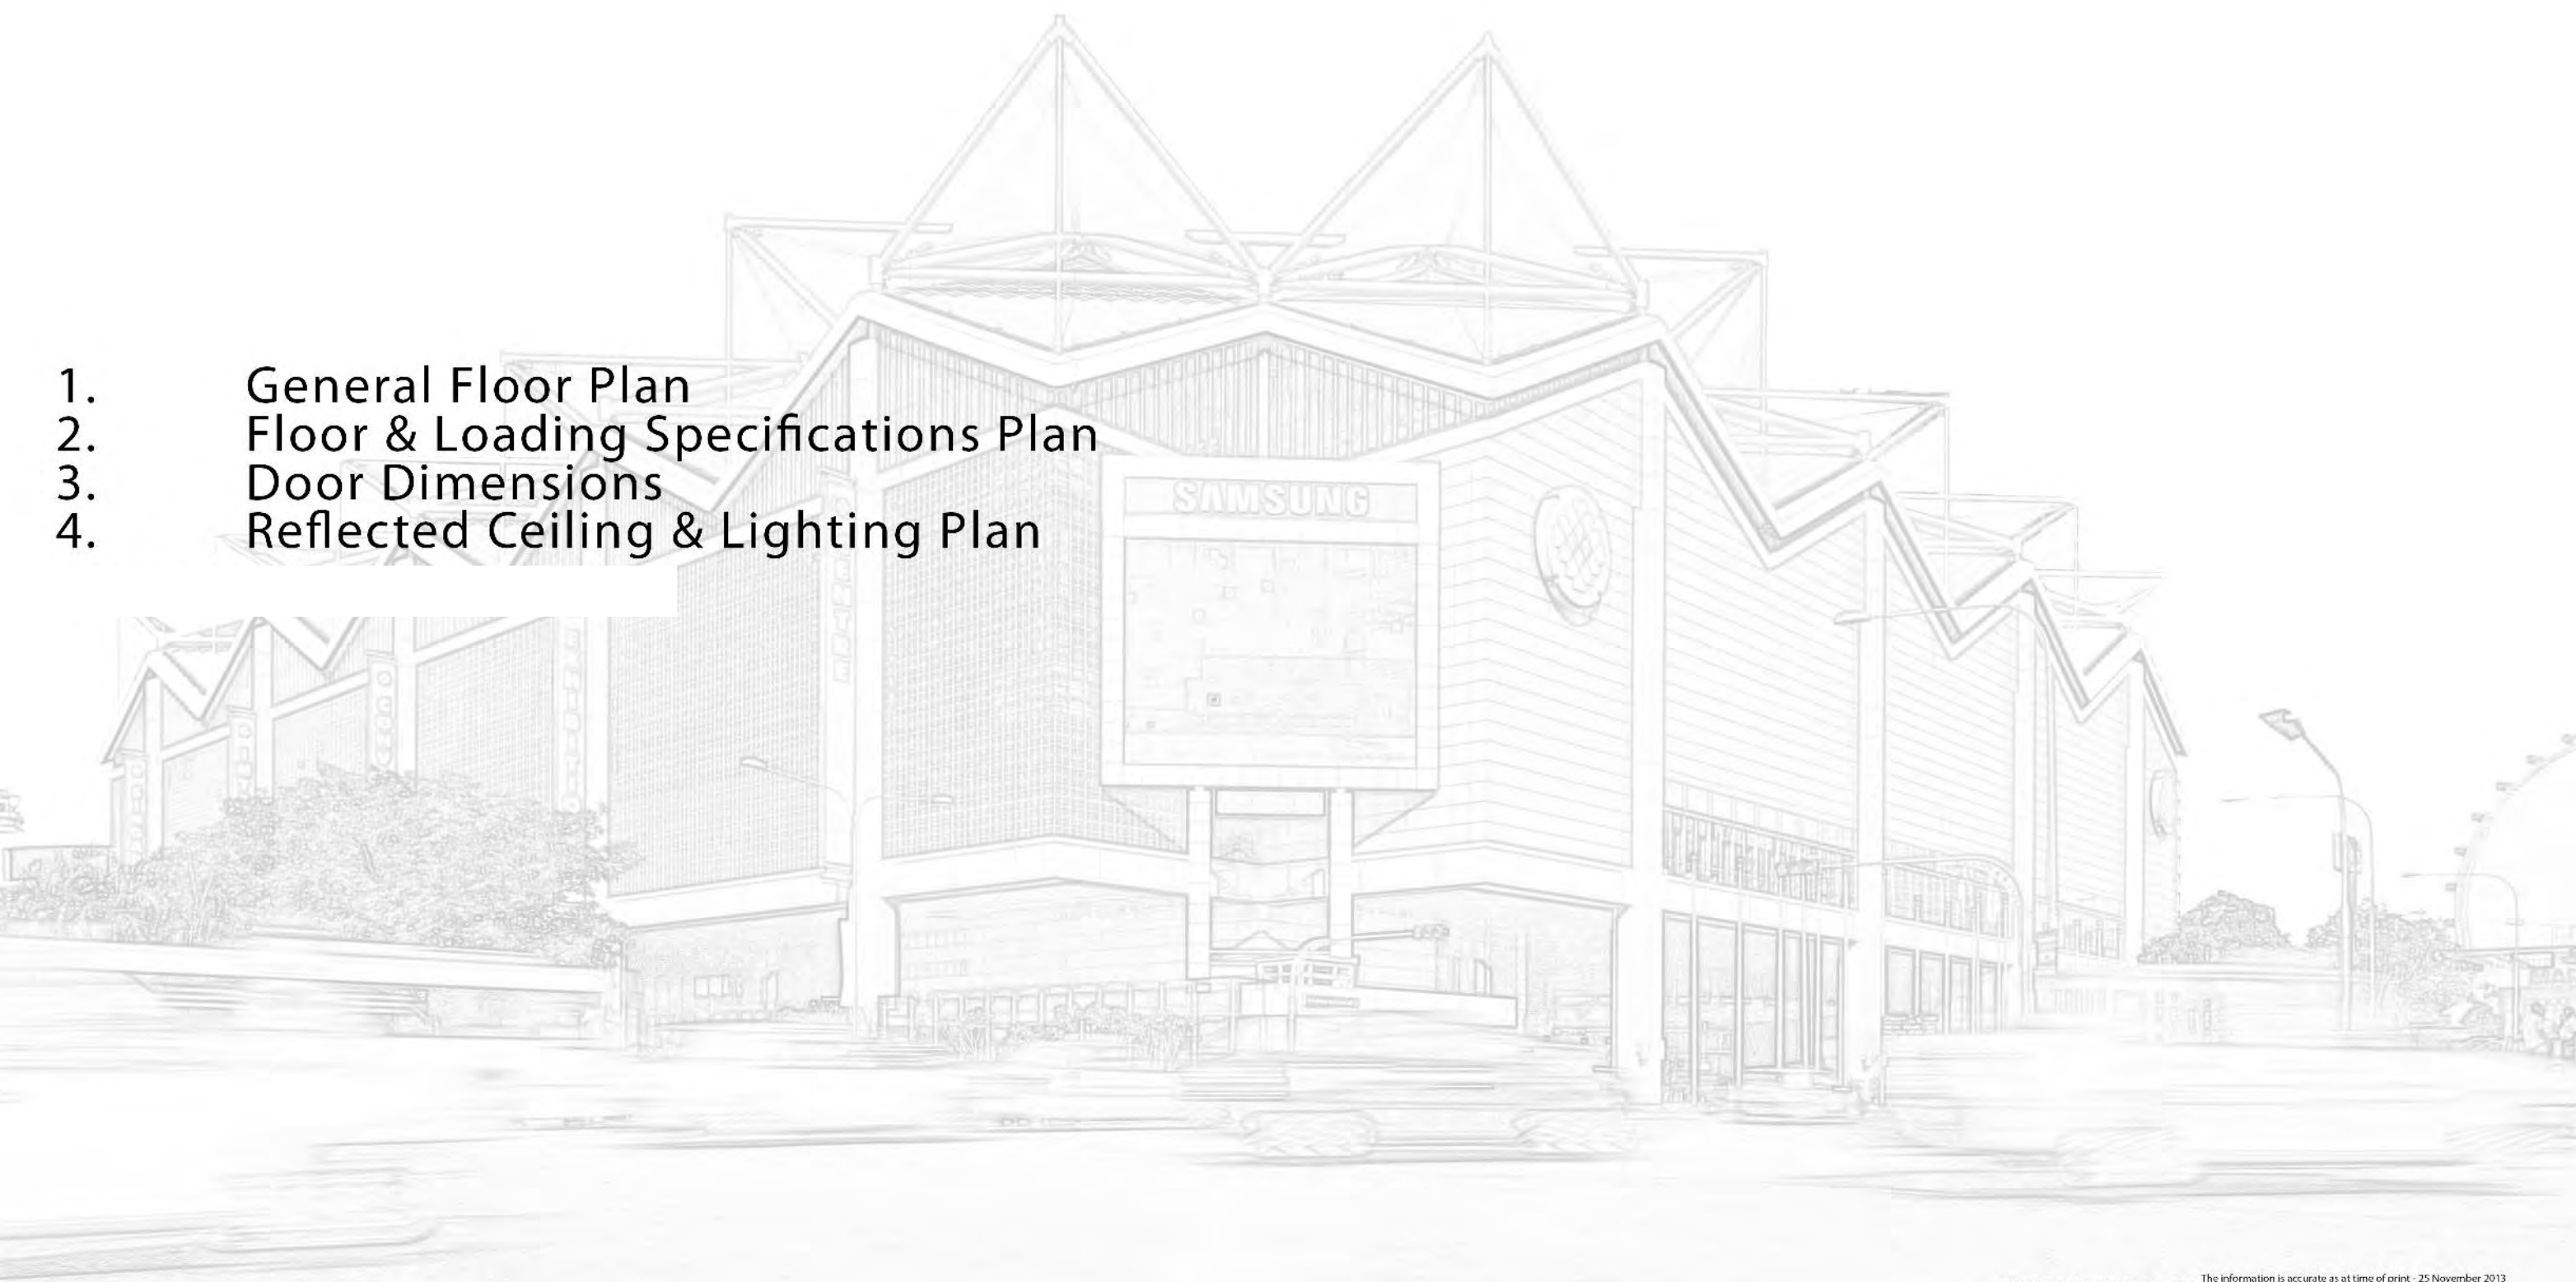 1. General Floor Plan
2. Floor & Loading Specifications Plan
3. Door Dimensions
4. Reflected Ceiling & Lighting Plan
SAMSUNG
The information is accurate as at time of print - 25 November 2013